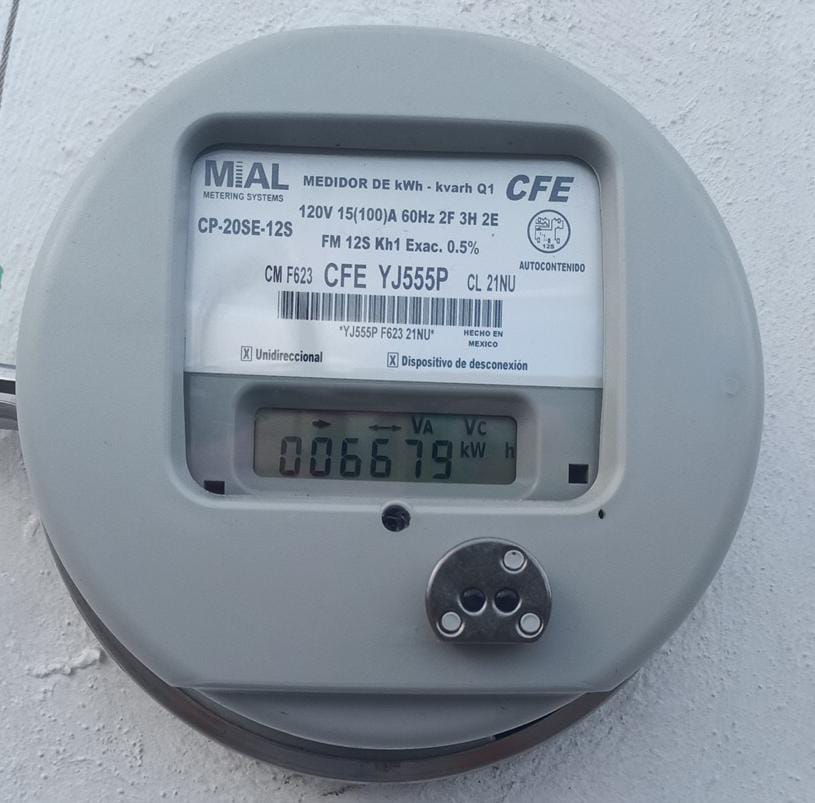 MIAL
METERING SYSTEMS
MEDIDOR DE kWh - kvarh Q1
CFE
CP-20SE-12S
120V 15(100)A 60Hz 2F 3H 2E
FM 12S Kh1 Exac. 0.5%
12S
AUTOCONTENIDO
CM F623 CFE YJ555P CL 21NU
*YJ555P F623 21NU*
HECHO EN
MEXICO
X Unidireccional
X Dispositivo de desconexión
VA VC
006679 kW h